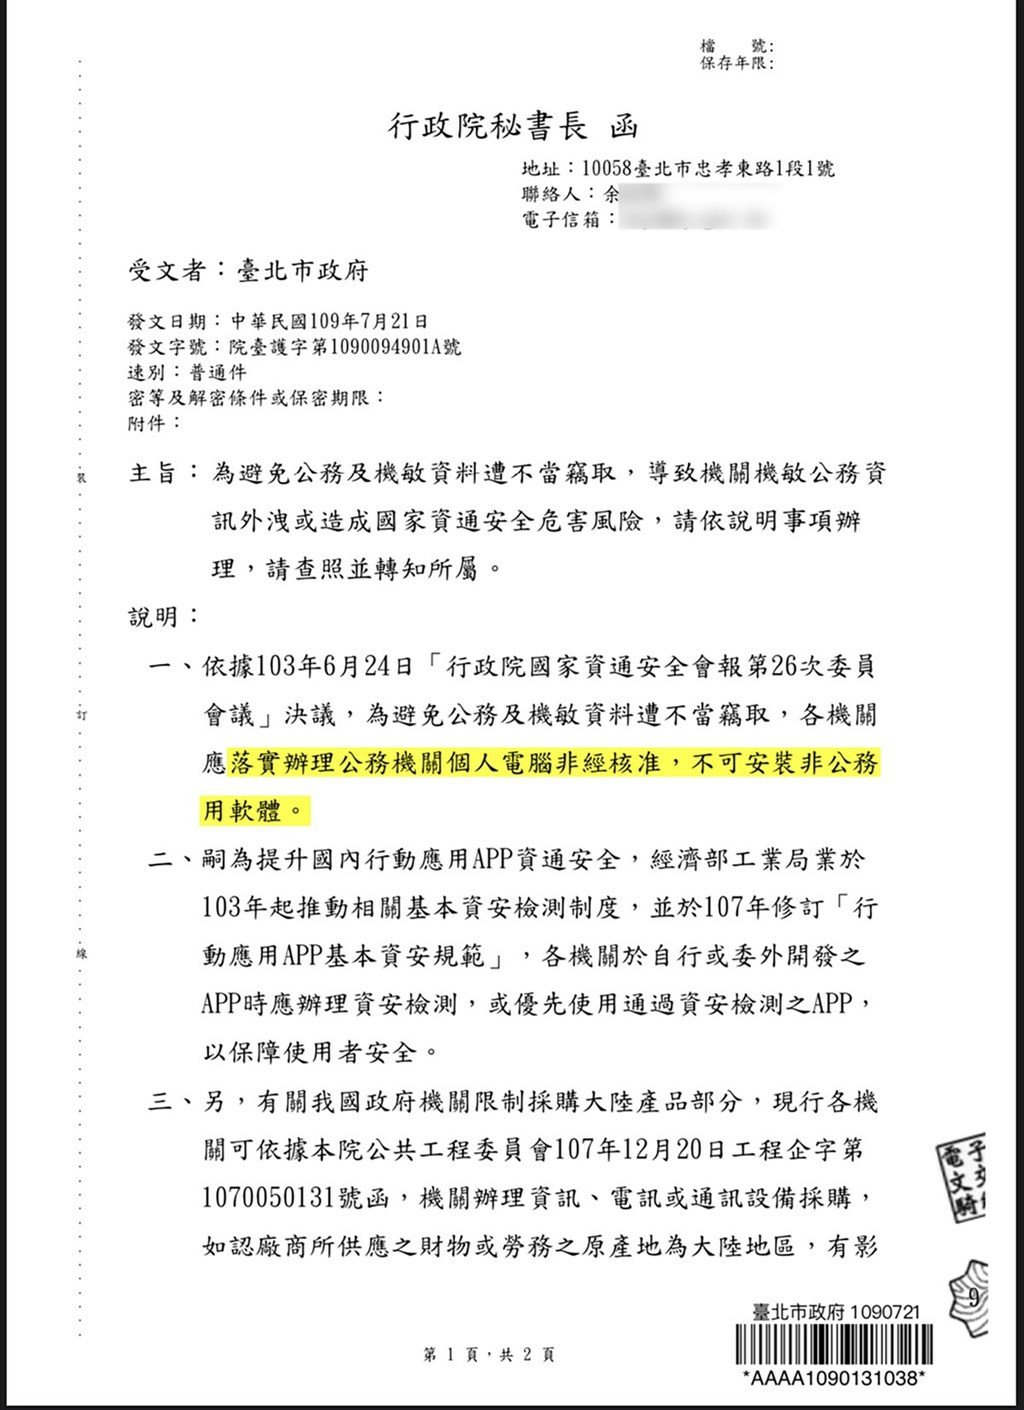 檔　　號:
保存年限:
行政院秘書長　函
地址：10058臺北市忠孝東路1段1號
聯絡人：余
電子信箱：
受文者：臺北市政府
發文日期：中華民國109年7月21日
發文字號：院臺護字第1090094901A號
速別：普通件
密等及解密條件或保密期限：
附件：
主旨：為避免公務及機敏資料遭不當竊取，導致機關機敏公務資
訊外洩或造成國家資通安全危害風險，請依說明事項辦
理，請查照並轉知所屬。
說明：
一、依據103年6月24日「行政院國家資通安全會報第26次委員
會議」決議，為避免公務及機敏資料遭不當竊取，各機關
應落實辦理公務機關個人電腦非經核准，不可安裝非公務
用軟體。
二、嗣為提升國內行動應用APP資通安全，經濟部工業局業於
103年起推動相關基本資安檢測制度，並於107年修訂「行
動應用APP基本資安規範」，各機關於自行或委外開發之
APP時應辦理資安檢測，或優先使用通過資安檢測之APP，
以保障使用者安全。
三、另，有關我國政府機關限制採購大陸產品部分，現行各機
關可依據本院公共工程委員會107年12月20日工程企字第
1070050131號函，機關辦理資訊、電訊或通訊設備採購，
如認廠商所供應之財物或勞務之原產地為大陸地區，有影
裝
訂
線
電子
文交
騎
9
臺北市政府 1090721
*AAAA1090131038*
第 1 頁，共 2 頁